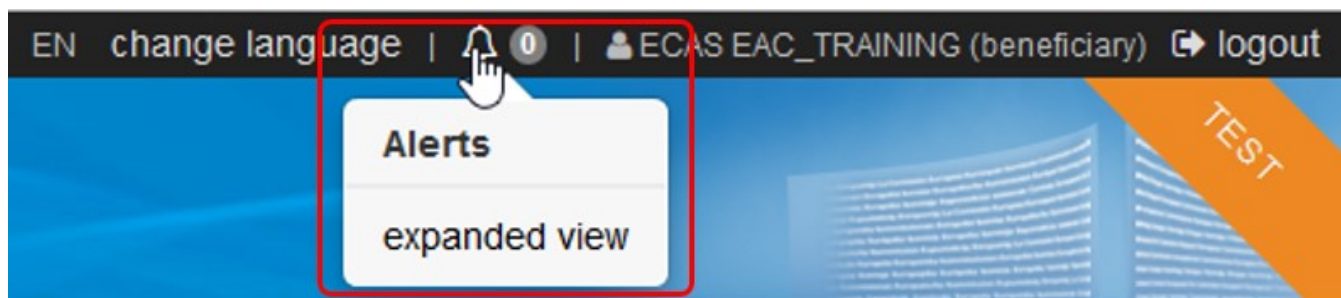 EN change language | 0 | ECAS EAC_TRAINING (beneficiary) logout
TEST
Alerts
expanded view